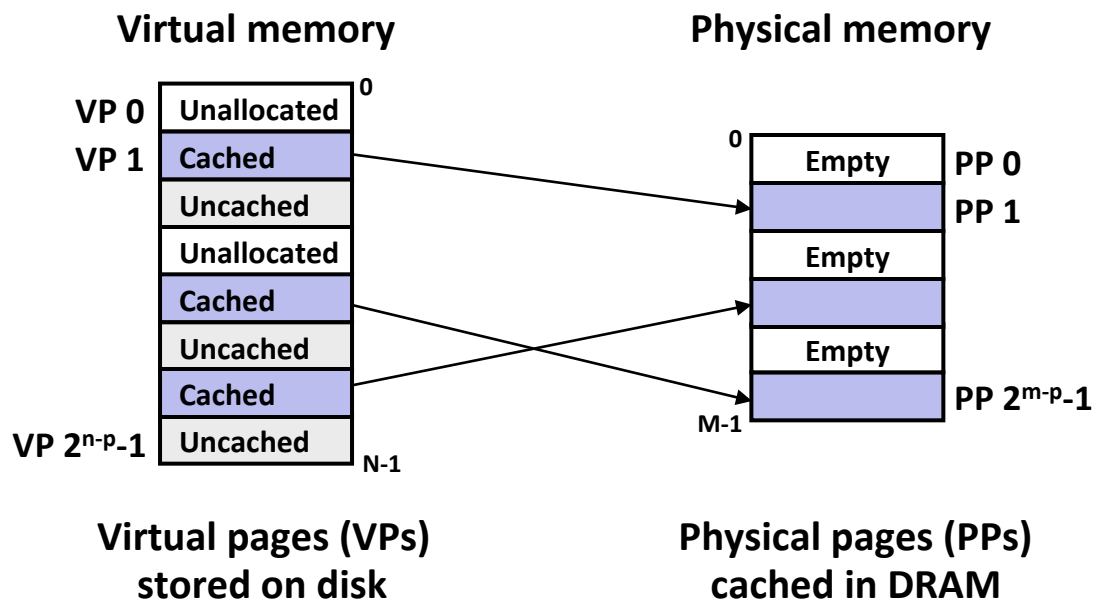 Virtual memory
Physical memory
0
VP 0
Unallocated
VP 1
Cached
Uncached
Unallocated
Cached
Uncached
Cached
VP 2ⁿ⁻ᵖ-1
Uncached
N-1
0
Empty
PP 0
PP 1
Empty
Empty
PP 2ᵐ⁻ᵖ-1
M-1
Virtual pages (VPs)
stored on disk
Physical pages (PPs)
cached in DRAM